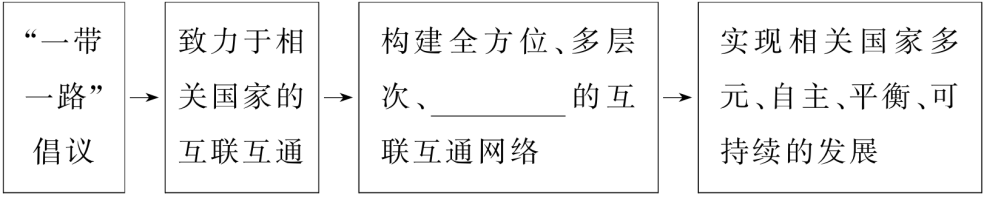 “一带
一路”
倡议
致力于相
关国家的
互联互通
构建全方位、多层
次、________的互
联互通网络
实现相关国家多
元、自主、平衡、可
持续的发展